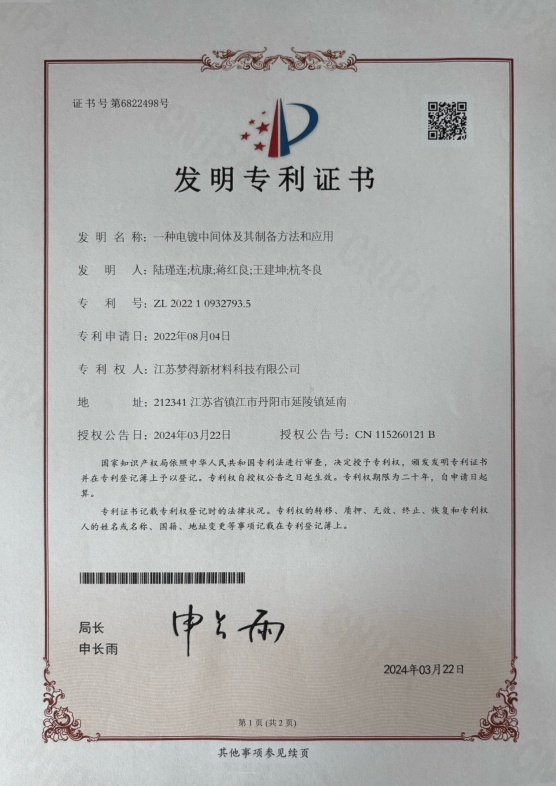 证书号第6822498号
发明专利证书
发明名称：一种电镀中间体及其制备方法和应用
发明人：陆瑾连;杭康;蒋红良;王建坤;杭冬良
专利号：ZL 2022 1 0932793.5
专利申请日：2022年08月04日
专利权人：江苏梦得新材料科技有限公司
地址：212341 江苏省镇江市丹阳市延陵镇延南
授权公告日：2024年03月22日 授权公告号：CN 115260121 B
国家知识产权局依照中华人民共和国专利法进行审查，决定授予专利权，颁发发明专利证书
并在专利登记簿上予以登记。专利权自授权公告之日起生效。专利权期限为二十年，自申请日起
算。
专利证书记载专利权登记时的法律状况。专利权的转移、质押、无效、终止、恢复和专利权
人的姓名或名称、国籍、地址变更等事项记载在专利登记簿上。
局长
申长雨
申长雨
2024年03月22日
第1页(共2页)
其他事项参见续页